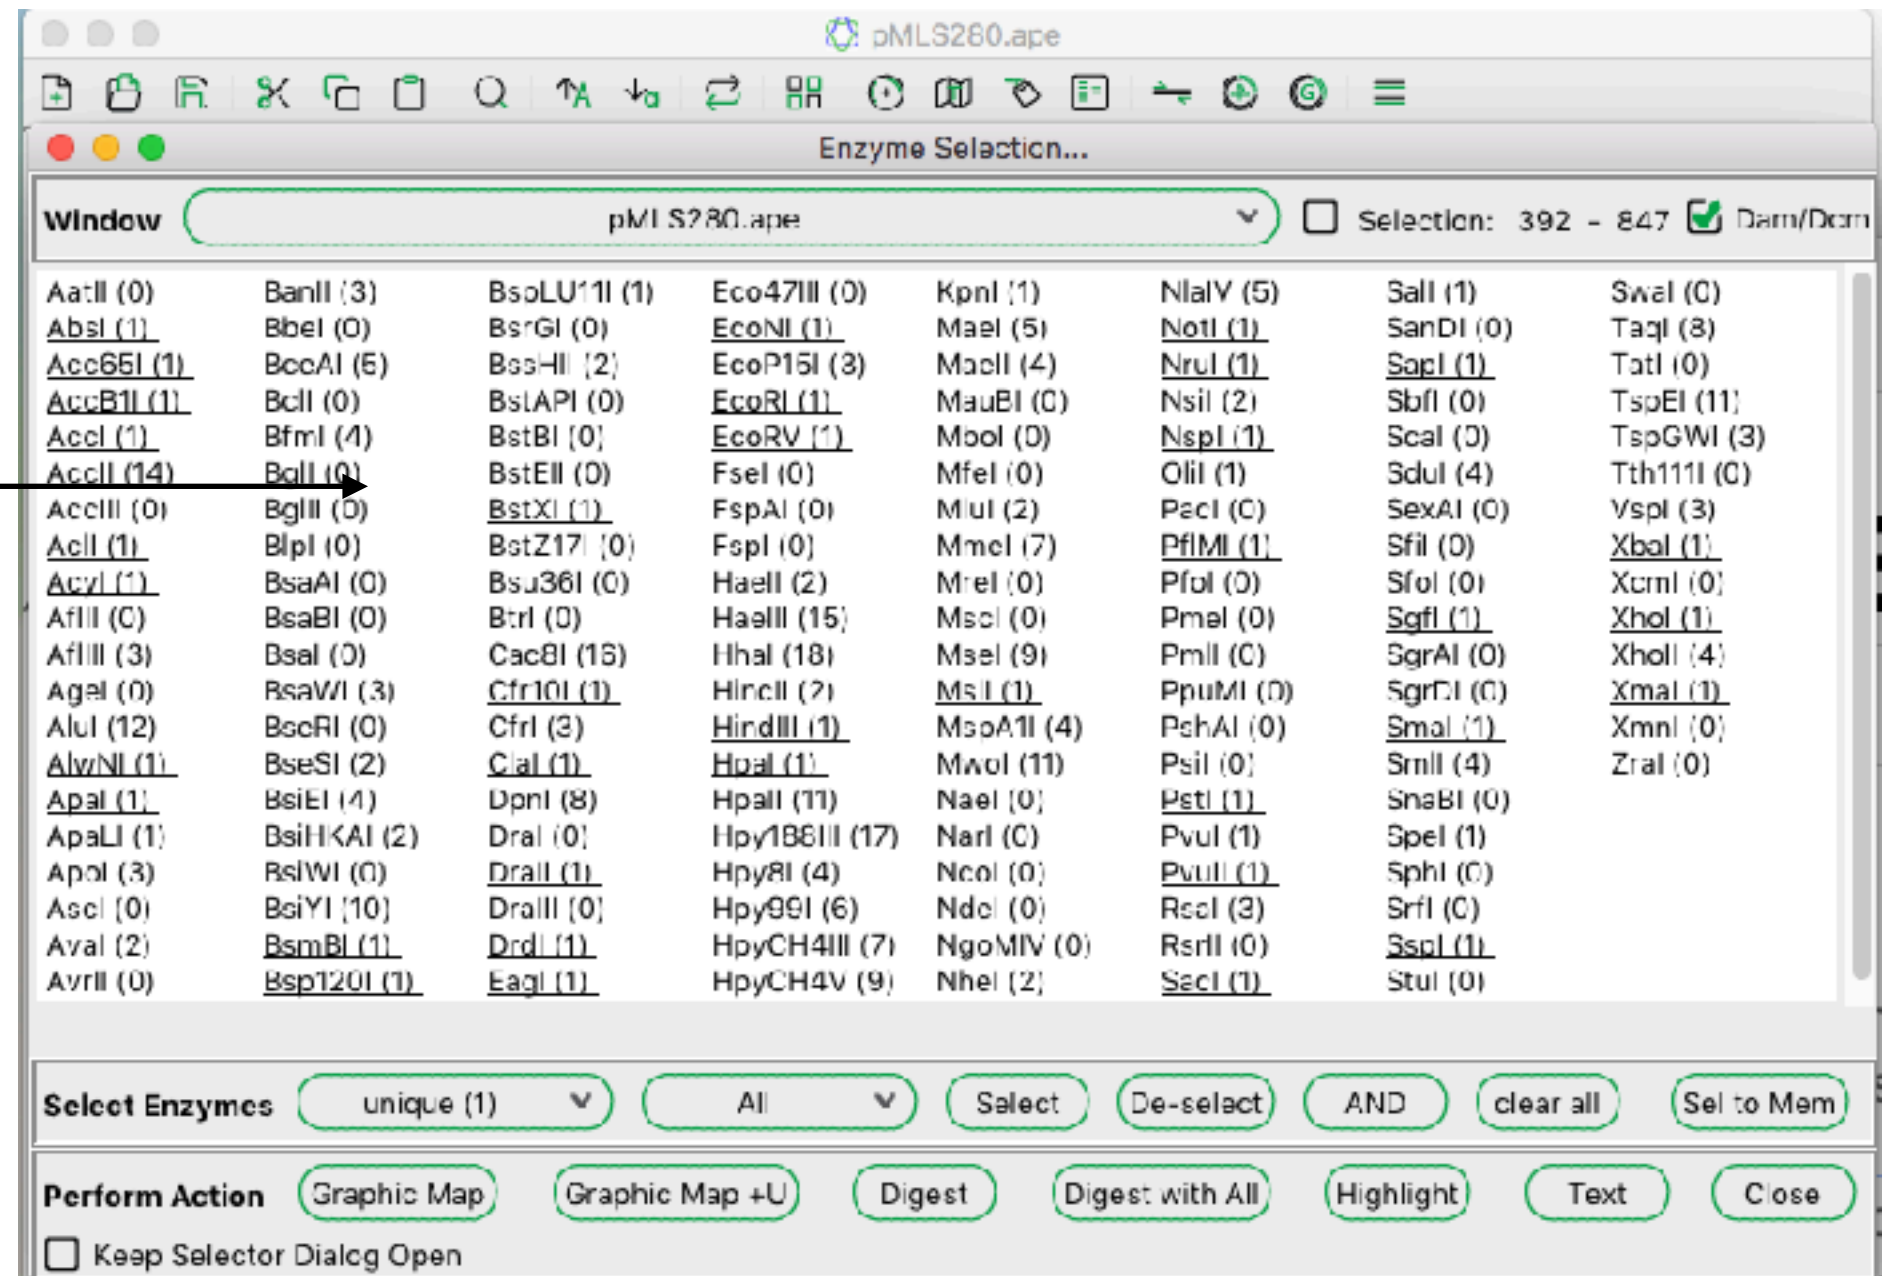 pMLS280.ape
Enzyme Selection...
Window pMLS280.ape Selection: 392 - 847 Dam/Dcm
AatII (0) BanII (3) BspLU11I (1) Eco47III (0) KpnI (1) NlaIV (5) SalI (1) SwaI (0)
AbsI (1) BbeI (0) BsrGI (0) EcoNI (1) MaeI (5) NotI (1) SanDI (0) TaqI (8)
Acc65I (1) BceAI (5) BssHII (2) EcoP15I (3) MaeII (4) NruI (1) SapI (1) TatI (0)
AccB1I (1) BclI (0) BstAPI (0) EcoRI (1) MauBI (0) NsiI (2) SbfI (0) TspEI (11)
AccI (1) BfmI (4) BstBI (0) EcoRV (1) MboI (0) NspI (1) ScaI (0) TspGWI (3)
AccII (14) BglI (0) BstEII (0) FseI (0) MfeI (0) OliI (1) SduI (4) Tth111I (0)
AccIII (0) BglII (0) BstXI (1) FspAI (0) MluI (2) PacI (0) SexAI (0) VspI (3)
AclI (1) BlpI (0) BstZ17I (0) FspI (0) MmeI (7) PflMI (1) SfiI (0) XbaI (1)
AcyI (1) BsaAI (0) Bsu36I (0) HaeII (2) MreI (0) PfoI (0) SfoI (0) XcmI (0)
AflII (0) BsaBI (0) BtrI (0) HaeIII (15) MscI (0) PmeI (0) SgfI (1) XhoI (1)
AflIII (3) BsaI (0) Cac8I (16) HhaI (18) MseI (9) PmlI (0) SgrAI (0) XhoII (4)
AgeI (0) BsaWI (3) Cfr10I (1) HincII (2) MslI (1) PpuMI (0) SgrDI (0) XmaI (1)
AluI (12) BseRI (0) CfrI (3) HindIII (1) MspA1I (4) PshAI (0) SmaI (1) XmnI (0)
AlwNI (1) BseSI (2) ClaI (1) HpaI (1) MwoI (11) PsiI (0) SmlI (4) ZraI (0)
ApaI (1) BsiEI (4) DpnI (8) HpaII (11) NaeI (0) PstI (1) SnaBI (0)
ApaLI (1) BsiHKAI (2) DraI (0) Hpy188III (17) NarI (0) PvuI (1) SpeI (1)
ApoI (3) BsiWI (0) DraII (1) Hpy8I (4) NcoI (0) PvuII (1) SphI (0)
AscI (0) BsiYI (10) DraIII (0) Hpy99I (6) NdeI (0) RsaI (3) SrfI (0)
AvaI (2) BsmBI (1) DrdI (1) HpyCH4III (7) NgoMIV (0) RsrII (0) SspI (1)
AvrII (0) Bsp120I (1) EagI (1) HpyCH4V (9) NheI (2) SacI (1) StuI (0)
Select Enzymes unique (1) All Select De-select AND clear all Sel to Mem
Perform Action Graphic Map Graphic Map +U Digest Digest with All Highlight Text Close
Keep Selector Dialog Open